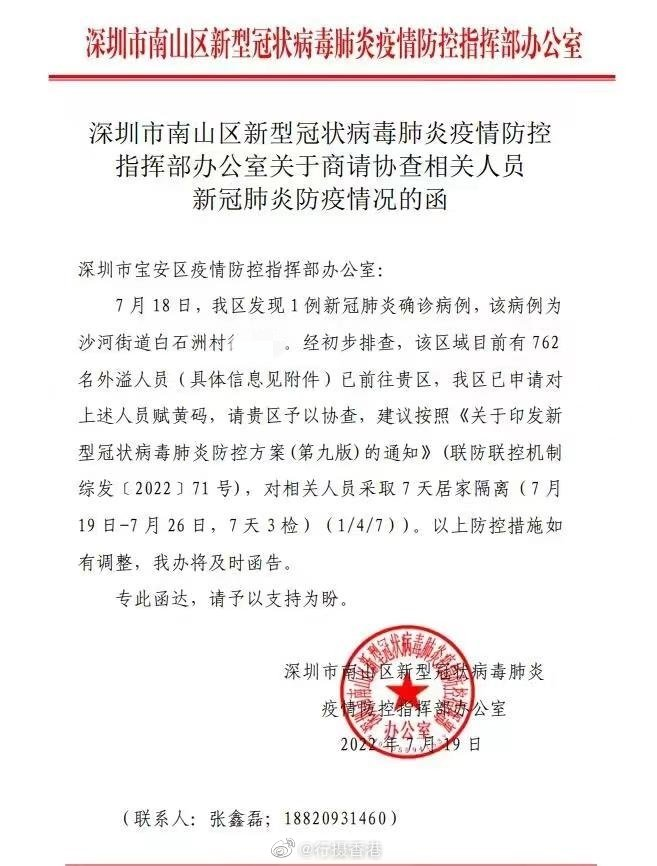 深圳市南山区新型冠状病毒肺炎疫情防控指挥部办公室
深圳市南山区新型冠状病毒肺炎疫情防控
指挥部办公室关于商请协查相关人员
新冠肺炎防疫情况的函
深圳市宝安区疫情防控指挥部办公室：
7月18日，我区发现1例新冠肺炎确诊病例，该病例为
沙河街道白石洲村 。经初步排查，该区域目前有762
名外溢人员（具体信息见附件）已前往贵区，我区已申请对
上述人员赋黄码，请贵区予以协查，建议按照《关于印发新
型冠状病毒肺炎防控方案(第九版)的通知》(联防联控机制
综发〔2022〕71号)，对相关人员采取7天居家隔离（7月
19日-7月26日，7天3检）（1/4/7））。以上防控措施如
有调整，我办将及时函告。
专此函达，请予以支持为盼。
深圳市南山区新型冠状病毒肺炎
疫情防控指挥部办公室
2022年7月19日
深圳市南山区新型冠状病毒肺炎疫情防控指挥部
办公室
（联系人：张鑫磊；18820931460）
@行摄香港